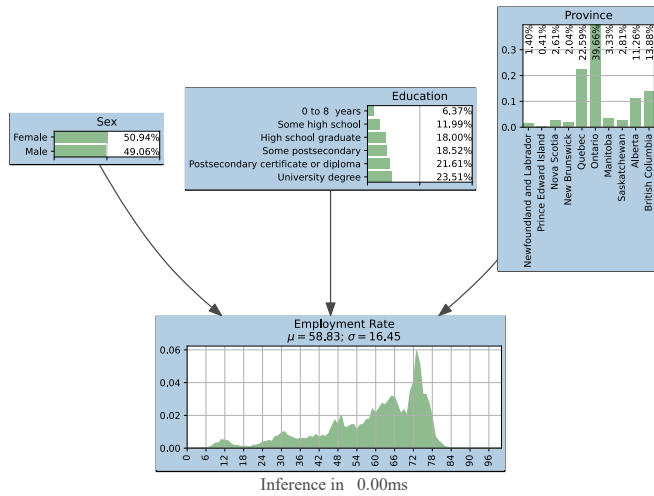 Province
1.40%
0.41%
2.61%
2.04%
22.59%
39.66%
3.33%
2.81%
11.26%
13.88%
0.3
0.2
0.1
0.0
Newfoundland and Labrador
Prince Edward Island
Nova Scotia
New Brunswick
Quebec
Ontario
Manitoba
Saskatchewan
Alberta
British Columbia
Sex
Female 50.94%
Male 49.06%
Education
0 to 8 years 6,37%
Some high school 11,99%
High school graduate 18,00%
Some postsecondary 18,52%
Postsecondary certificate or diploma 21,61%
University degree 23,51%
Employment Rate
μ = 58.83; σ = 16.45
0.06
0.04
0.02
0.00
0 6 12 18 24 30 36 42 48 54 60 66 72 78 84 90 96
Inference in 0.00ms